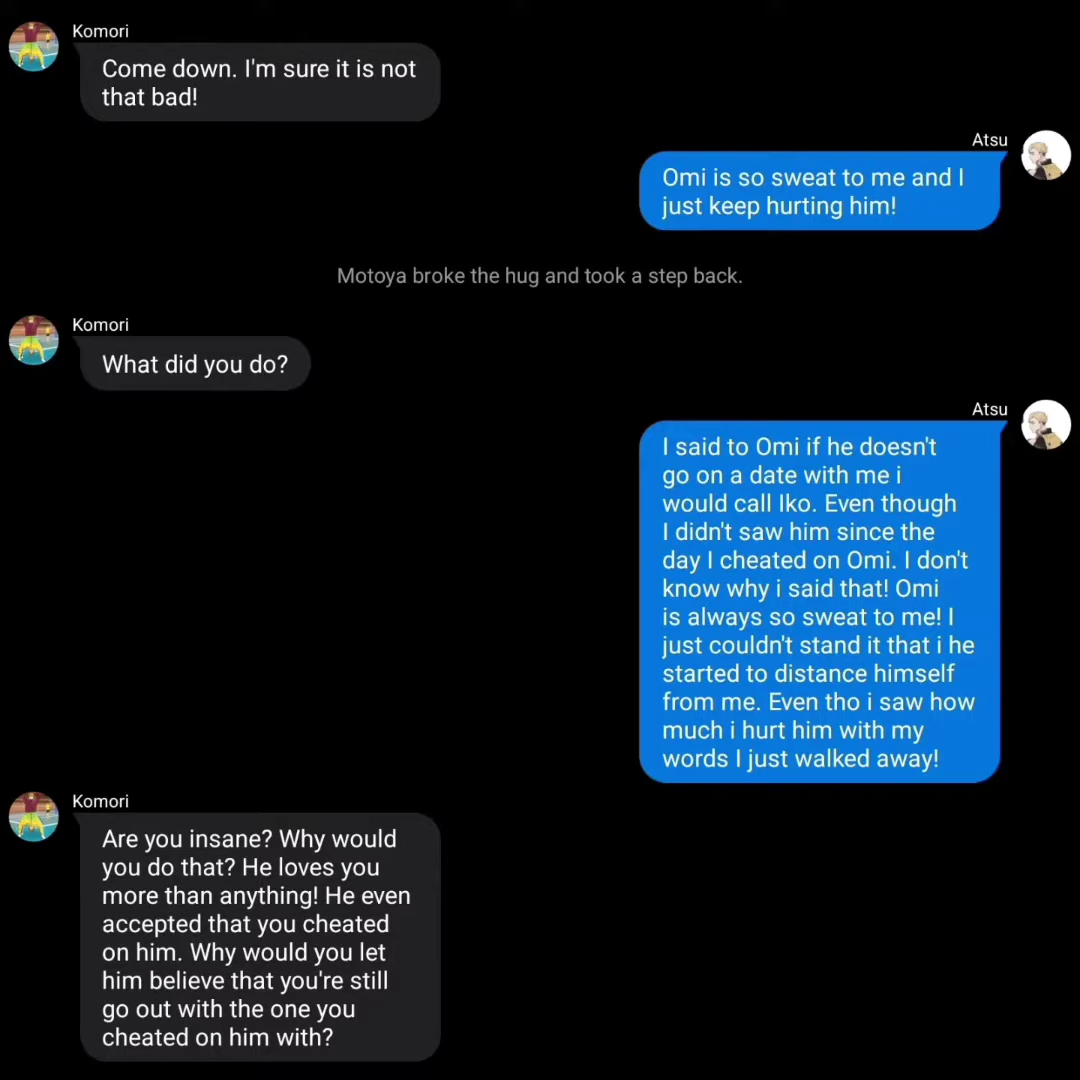 Komori
Come down. I'm sure it is not
that bad!
Atsu
Omi is so sweat to me and I
just keep hurting him!
Motoya broke the hug and took a step back.
Komori
What did you do?
Atsu
I said to Omi if he doesn't
go on a date with me i
would call Iko. Even though
I didn't saw him since the
day I cheated on Omi. I don't
know why i said that! Omi
is always so sweat to me! I
just couldn't stand it that i he
started to distance himself
from me. Even tho i saw how
much i hurt him with my
words I just walked away!
Komori
Are you insane? Why would
you do that? He loves you
more than anything! He even
accepted that you cheated
on him. Why would you let
him believe that you're still
go out with the one you
cheated on him with?